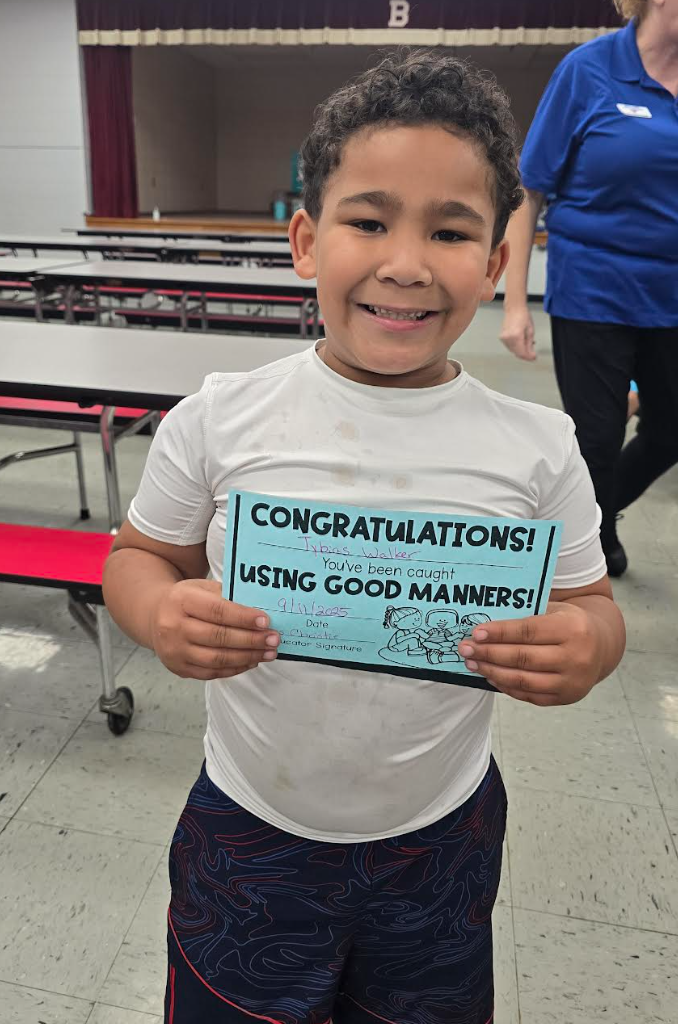 B
CONGRATULATIONS!
Walker
You've been caught
USING GOOD MANNERS!
9/11/2025
Date
Signature